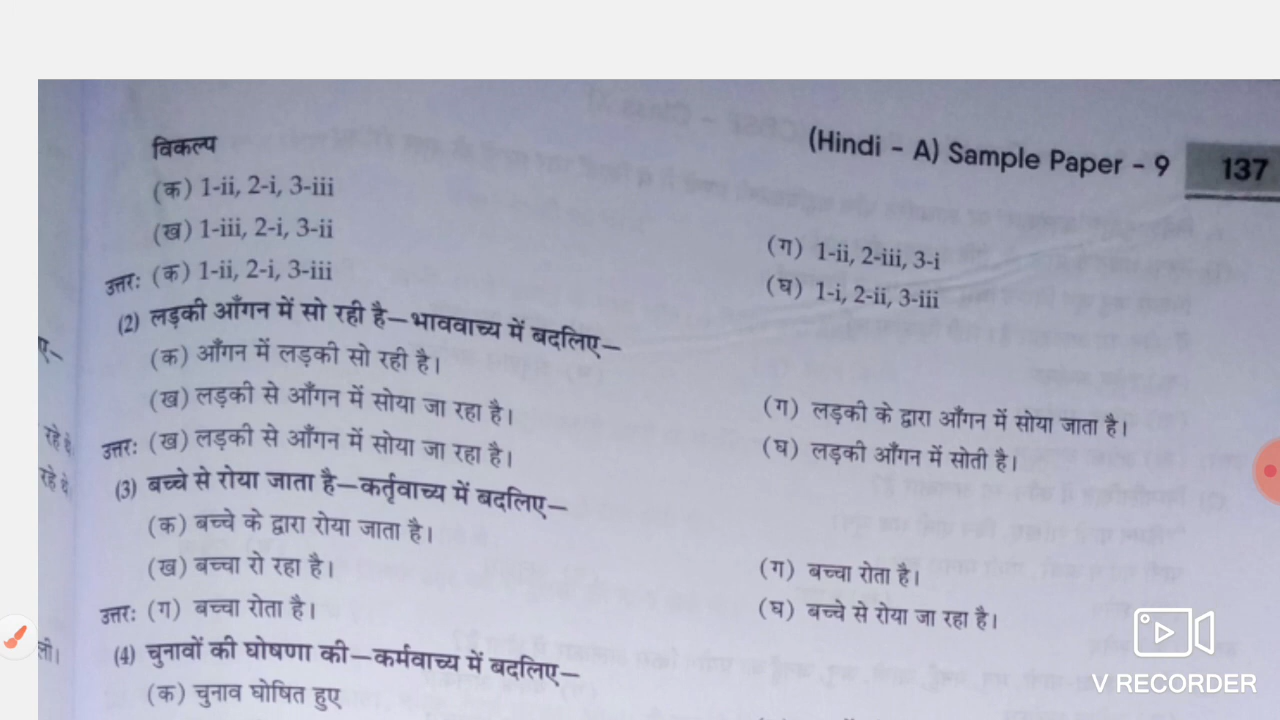 (Hindi - A) Sample Paper - 9 137
विकल्प
(क) 1-ii, 2-i, 3-iii
(ख) 1-iii, 2-i, 3-ii
(ग) 1-ii, 2-iii, 3-i
(घ) 1-i, 2-ii, 3-iii
उत्तरः (क) 1-ii, 2-i, 3-iii
(2) लड़की आँगन में सो रही है—भाववाच्य में बदलिए—
(क) आँगन में लड़की सो रही है।
(ख) लड़की से आँगन में सोया जा रहा है।
(ग) लड़की के द्वारा आँगन में सोया जाता है।
(घ) लड़की आँगन में सोती है।
उत्तरः (ख) लड़की से आँगन में सोया जा रहा है।
(3) बच्चे से रोया जाता है—कर्तृवाच्य में बदलिए—
(क) बच्चे के द्वारा रोया जाता है।
(ख) बच्चा रो रहा है।
(ग) बच्चा रोता है।
(घ) बच्चे से रोया जा रहा है।
उत्तरः (ग) बच्चा रोता है।
(4) चुनावों की घोषणा की—कर्मवाच्य में बदलिए—
(क) चुनाव घोषित हुए
V RECORDER